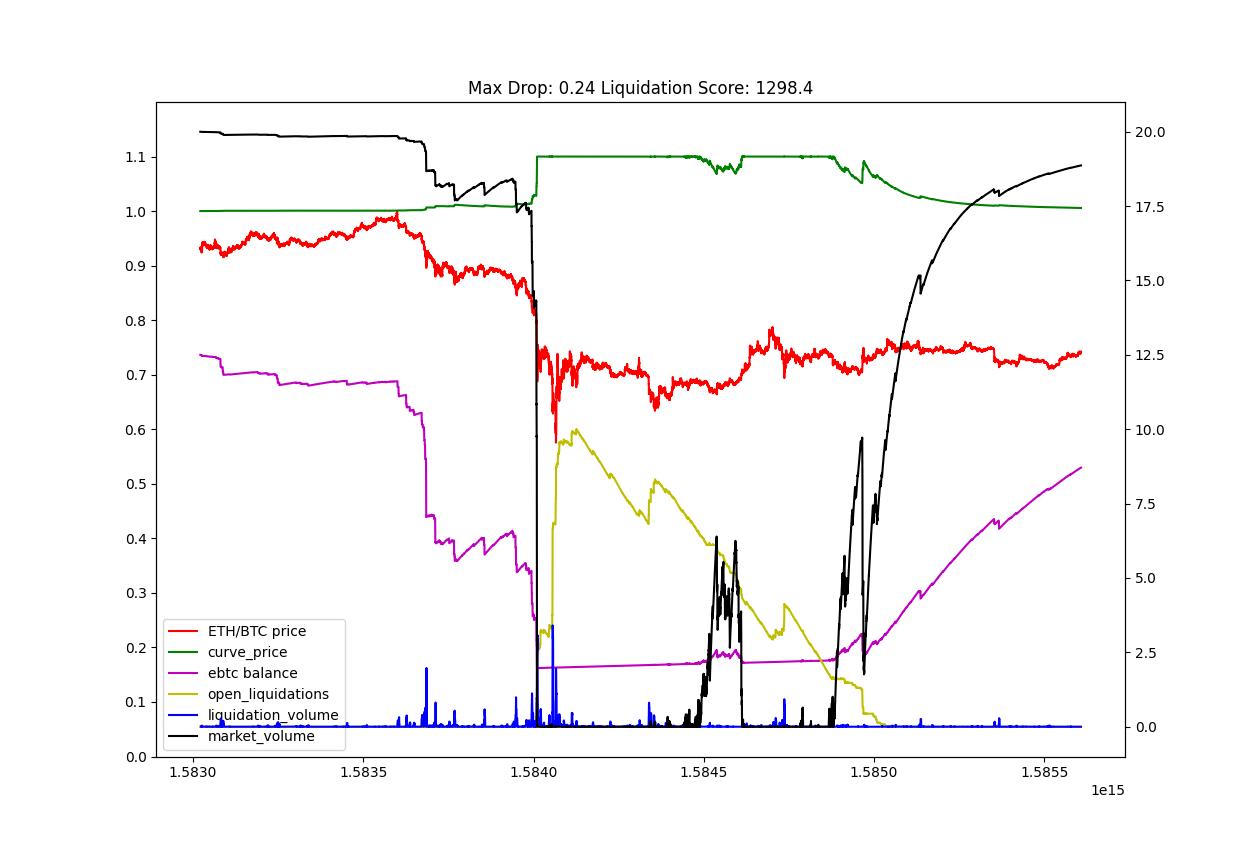 Max Drop: 0.24 Liquidation Score: 1298.4
1.1
1.0
0.9
0.8
0.7
0.6
0.5
0.4
0.3
0.2
0.1
0.0
20.0
17.5
15.0
12.5
10.0
7.5
5.0
2.5
0.0
ETH/BTC price
curve_price
ebtc balance
open_liquidations
liquidation_volume
market_volume
1.5830 1.5835 1.5840 1.5845 1.5850 1.5855
1e15